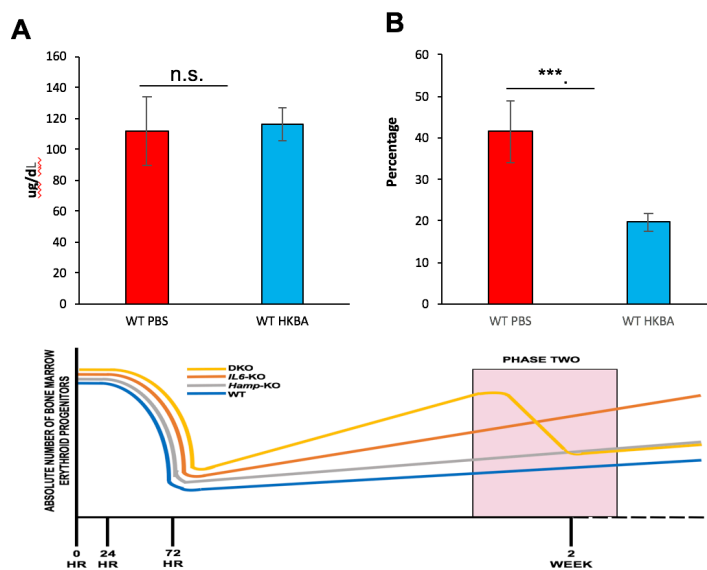 A
160
140
120
100
80
60
40
20
0
ug/dL
n.s.
WT PBS
WT HKBA
B
60
50
40
30
20
10
0
Percentage
***.
WT PBS
WT HKBA
ABSOLUTE NUMBER OF BONE MARROW
ERYTHROID PROGENITORS
DKO
IL6-KO
Hamp-KO
WT
PHASE TWO
0
HR
24
HR
72
HR
2
WEEK